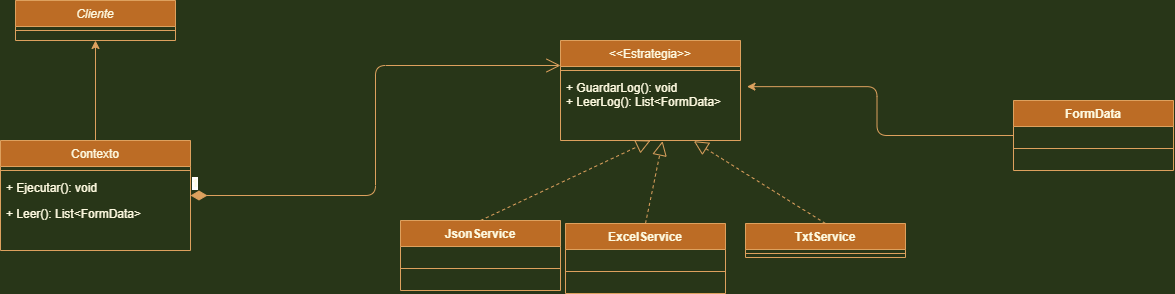 Cliente
<<Estrategia>>
+ GuardarLog(): void
+ LeerLog(): List<FormData>
FormData
Contexto
+ Ejecutar(): void
+ Leer(): List<FormData>
JsonService
ExcelService
TxtService